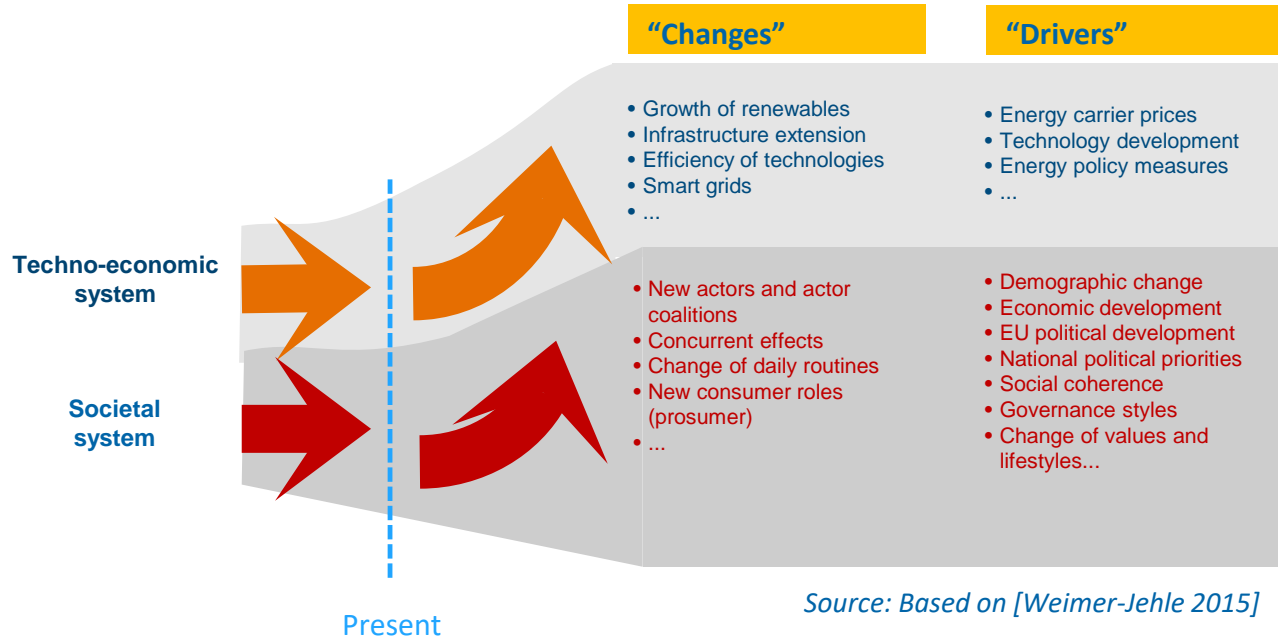 “Changes”
“Drivers”
• Growth of renewables
• Infrastructure extension
• Efficiency of technologies
• Smart grids
• ...
• Energy carrier prices
• Technology development
• Energy policy measures
• ...
Techno-economic
system
• New actors and actor
coalitions
• Concurrent effects
• Change of daily routines
• New consumer roles
(prosumer)
• ...
• Demographic change
• Economic development
• EU political development
• National political priorities
• Social coherence
• Governance styles
• Change of values and
lifestyles...
Societal
system
Present
Source: Based on [Weimer-Jehle 2015]